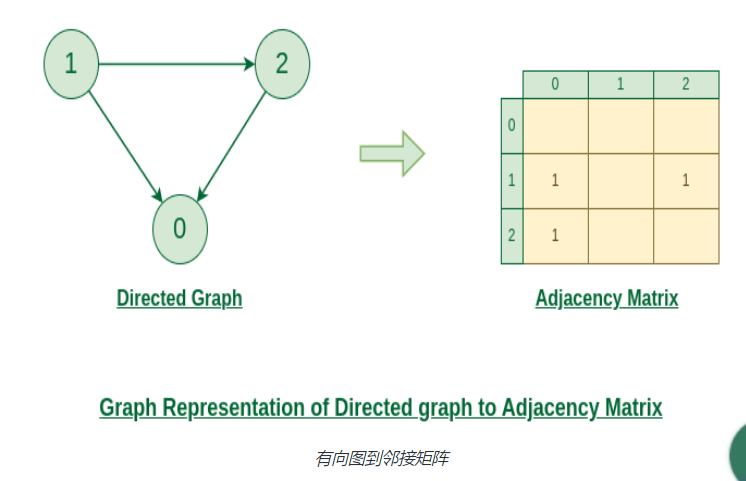 1
2
0
0 1 2
0
1 1 1
2 1
Directed Graph
Adjacency Matrix
Graph Representation of Directed graph to Adjacency Matrix
有向图到邻接矩阵